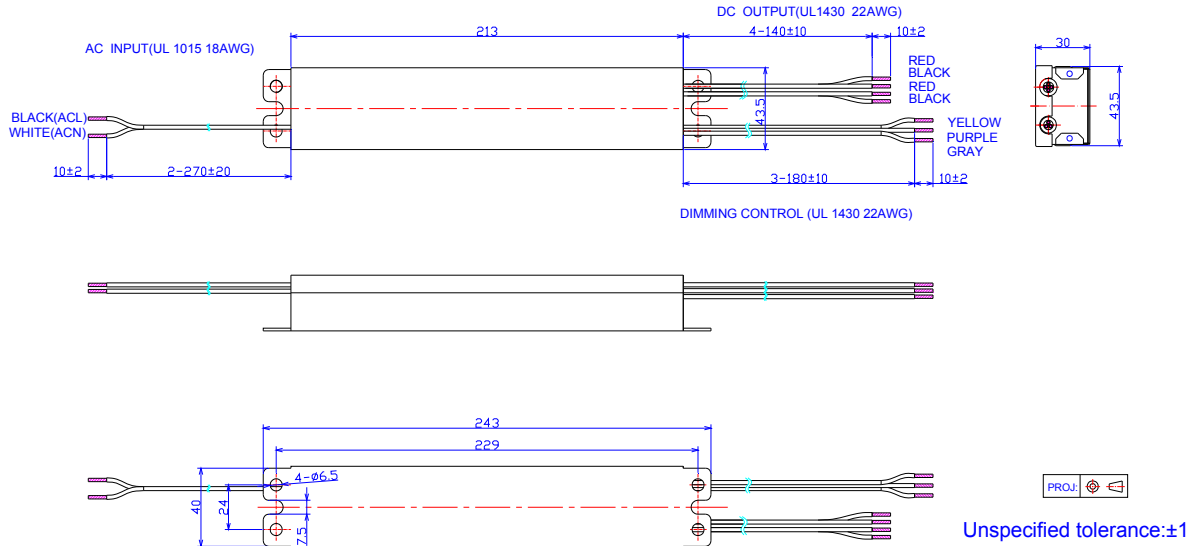 DC OUTPUT(UL1430 22AWG)
213
4-140±10
10±2
30
AC INPUT(UL 1015 18AWG)
RED
BLACK
RED
BLACK
43.5
43.5
BLACK(ACL)
WHITE(ACN)
YELLOW
PURPLE
GRAY
10±2
2-270±20
3-180±10
10±2
DIMMING CONTROL (UL 1430 22AWG)
243
229
4-ø6.5
40
24
7.5
PROJ:
Unspecified tolerance:±1